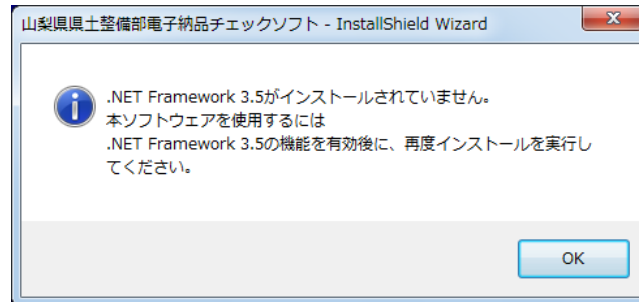 山梨県県土整備部電子納品チェックソフト - InstallShield Wizard
.NET Framework 3.5がインストールされていません。
本ソフトウェアを使用するには
.NET Framework 3.5の機能を有効後に、再度インストールを実行し
てください。
OK